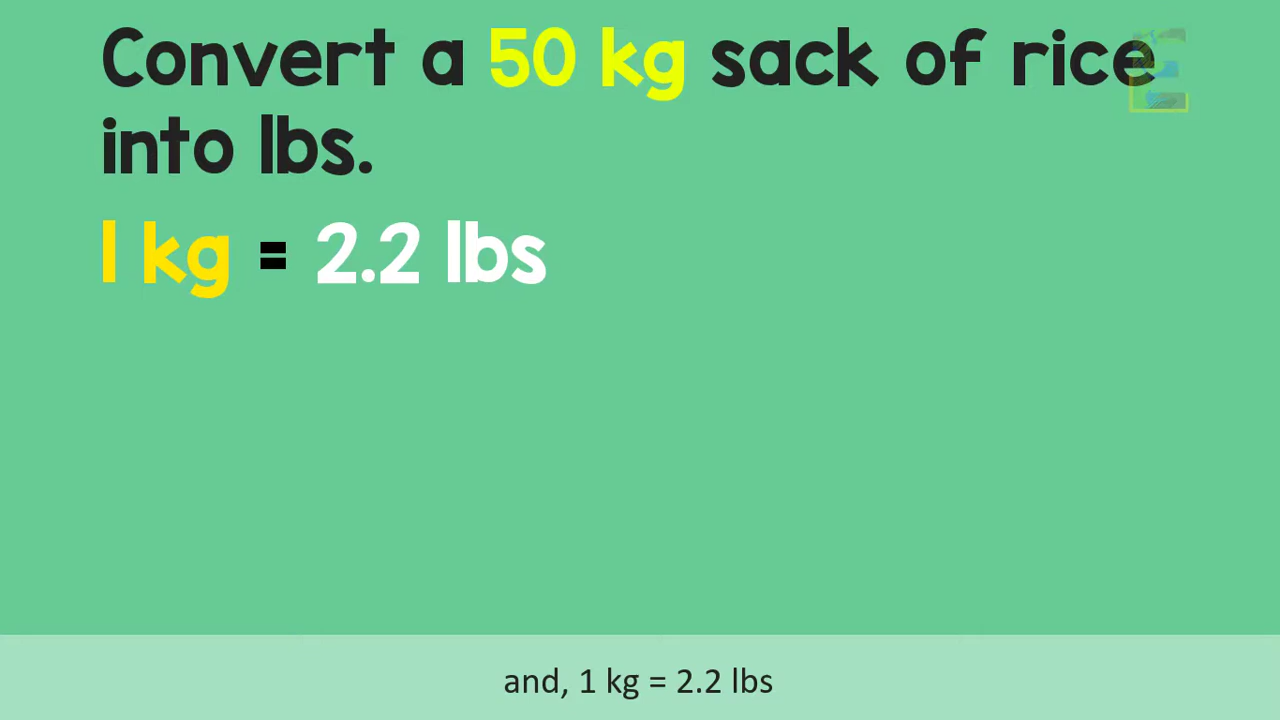 Convert a 50 kg sack of rice
into lbs.
1 kg = 2.2 lbs
and, 1 kg = 2.2 lbs